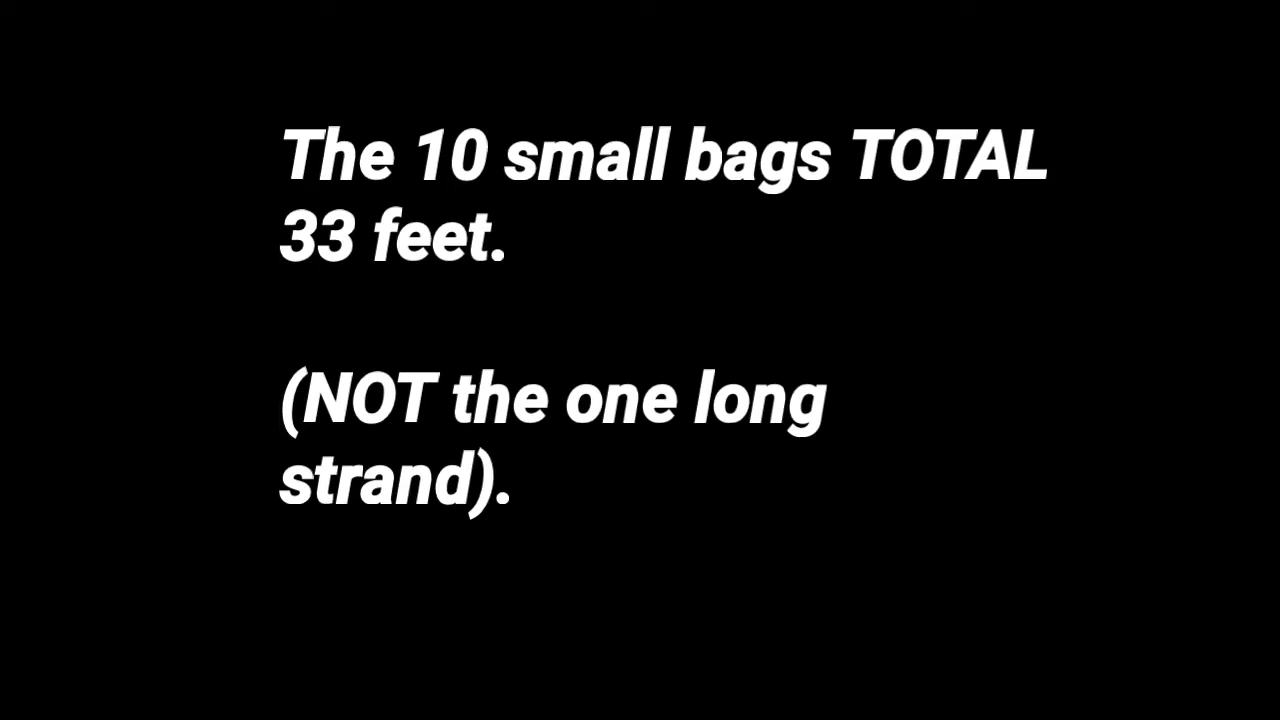 The 10 small bags TOTAL
33 feet.
(NOT the one long
strand).